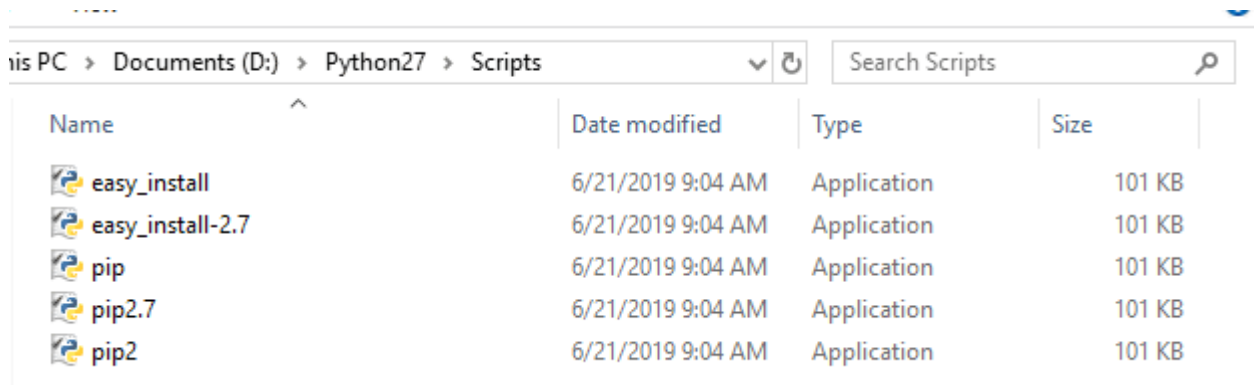 his PC > Documents (D:) > Python27 > Scripts Search Scripts
Name Date modified Type Size
easy_install 6/21/2019 9:04 AM Application 101 KB
easy_install-2.7 6/21/2019 9:04 AM Application 101 KB
pip 6/21/2019 9:04 AM Application 101 KB
pip2.7 6/21/2019 9:04 AM Application 101 KB
pip2 6/21/2019 9:04 AM Application 101 KB